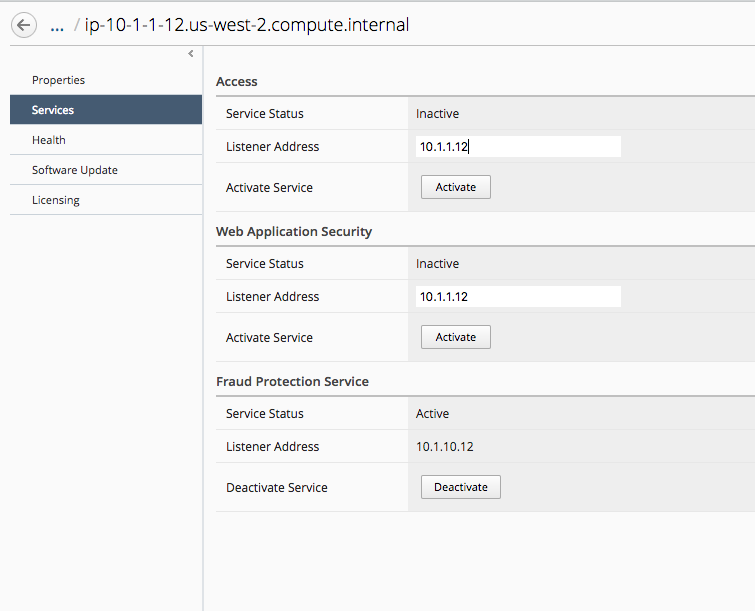 ... / ip-10-1-1-12.us-west-2.compute.internal
Properties
Services
Health
Software Update
Licensing
Access
Service Status Inactive
Listener Address 10.1.1.12
Activate Service Activate
Web Application Security
Service Status Inactive
Listener Address 10.1.1.12
Activate Service Activate
Fraud Protection Service
Service Status Active
Listener Address 10.1.10.12
Deactivate Service Deactivate